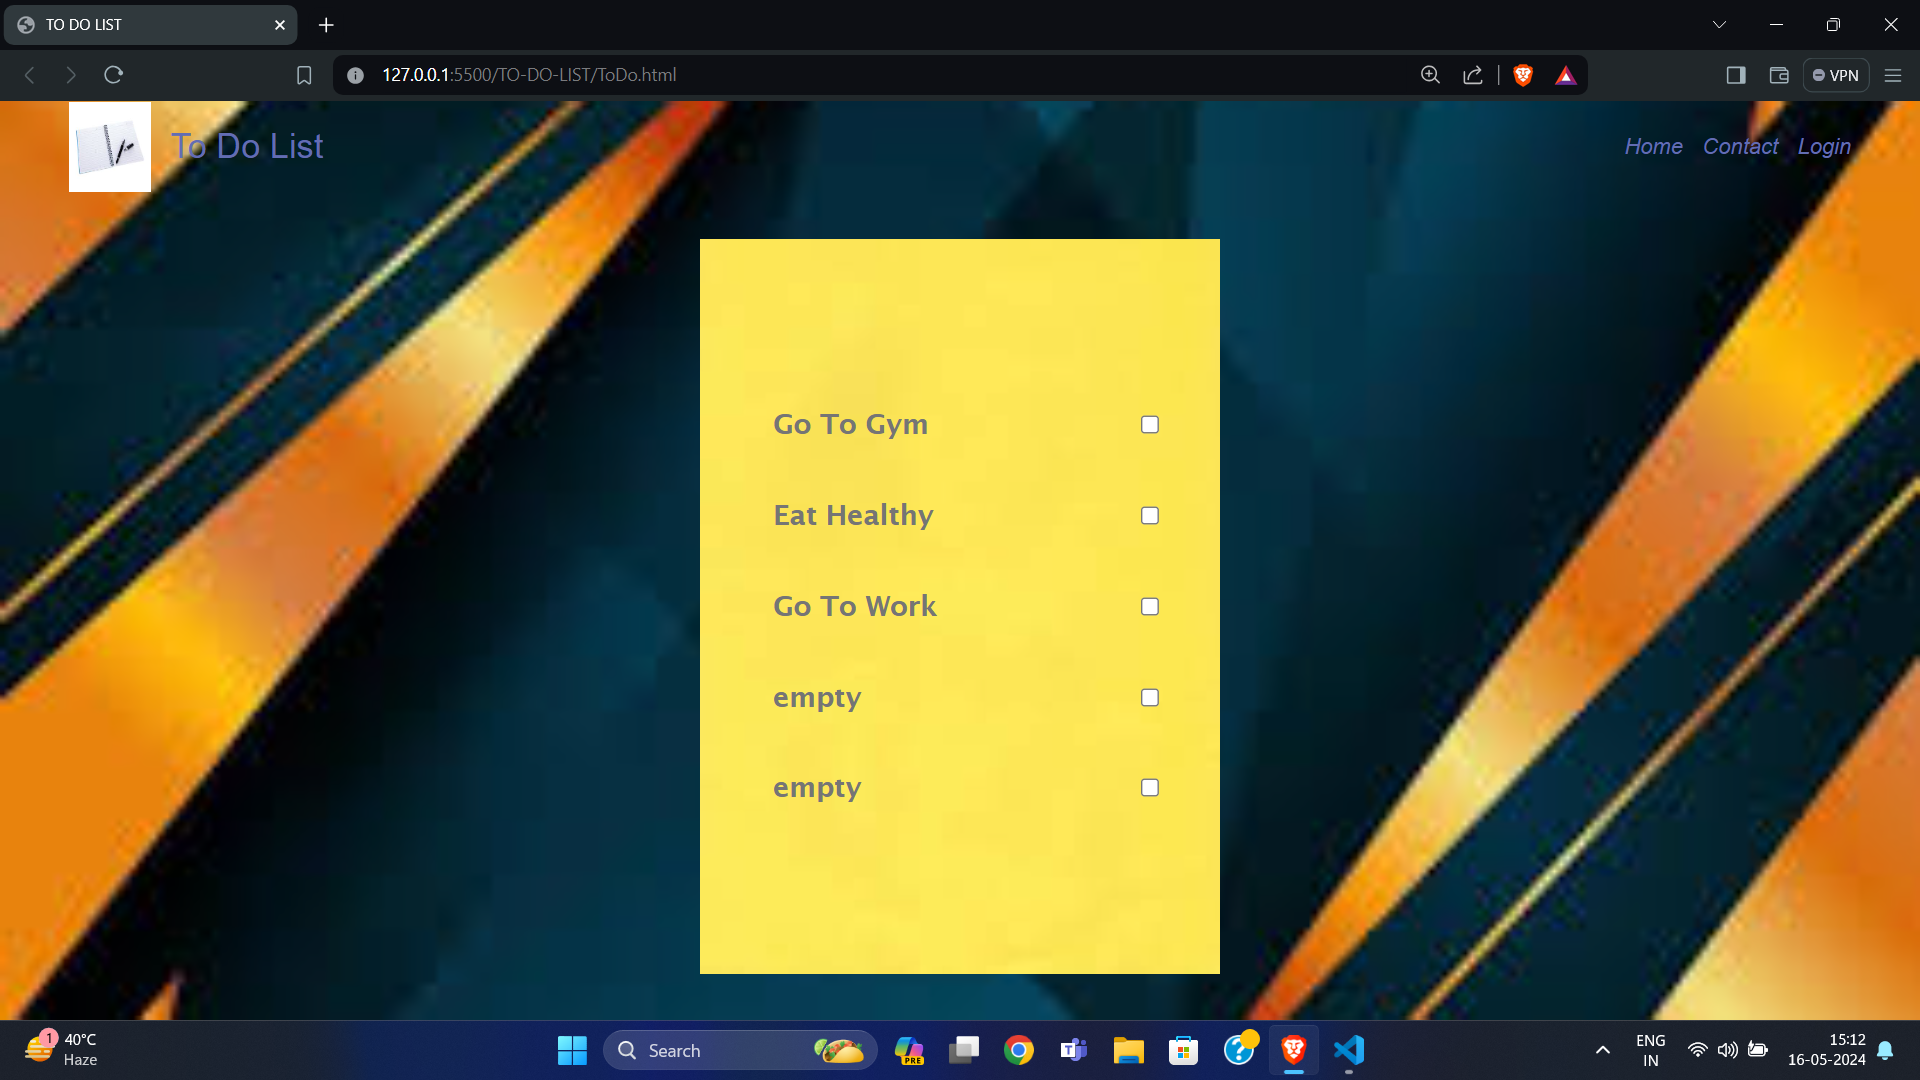 TO DO LIST
127.0.0.1:5500/TO-DO-LIST/ToDo.html
VPN
To Do List
Home Contact Login
Go To Gym
Eat Healthy
Go To Work
empty
empty
1
40°C
Haze
Search
PRE
T
ENG
IN
15:12
16-05-2024